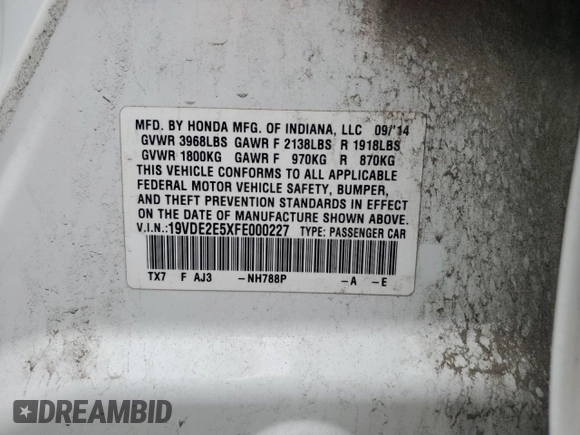 MFD. BY HONDA MFG. OF INDIANA, LLC 09/'14
GVWR 3968LBS GAWR F 2138LBS R 1918LBS
GVWR 1800KG GAWR F 970KG R 870KG
THIS VEHICLE CONFORMS TO ALL APPLICABLE
FEDERAL MOTOR VEHICLE SAFETY, BUMPER,
AND THEFT PREVENTION STANDARDS IN EFFECT
ON THE DATE OF MANUFACTURE SHOWN ABOVE.
V.I.N.:19VDE2E5XFE000227 TYPE: PASSENGER CAR
TX7 F AJ3 -NH788P -A -E
DREAMBID